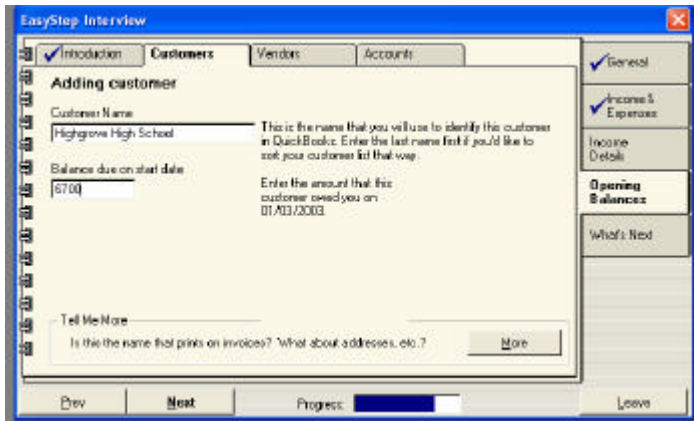 EasyStep Interview
Introduction
Customers
Vendors
Accounts
General
Adding customer
Income &
Expenses
Customer Name
Highgrove High School
This is the name that you will use to identify this customer
in QuickBooks. Enter the last name first if you'd like to
sort your customer list that way.
Income
Details
Balance due on start date
6700
Enter the amount that this
customer owed you on
01/03/2003.
Opening
Balances
What's Next
Tell Me More
Is this the name that prints on invoices? What about addresses, etc.?
More
Prev
Next
Progress:
Leave